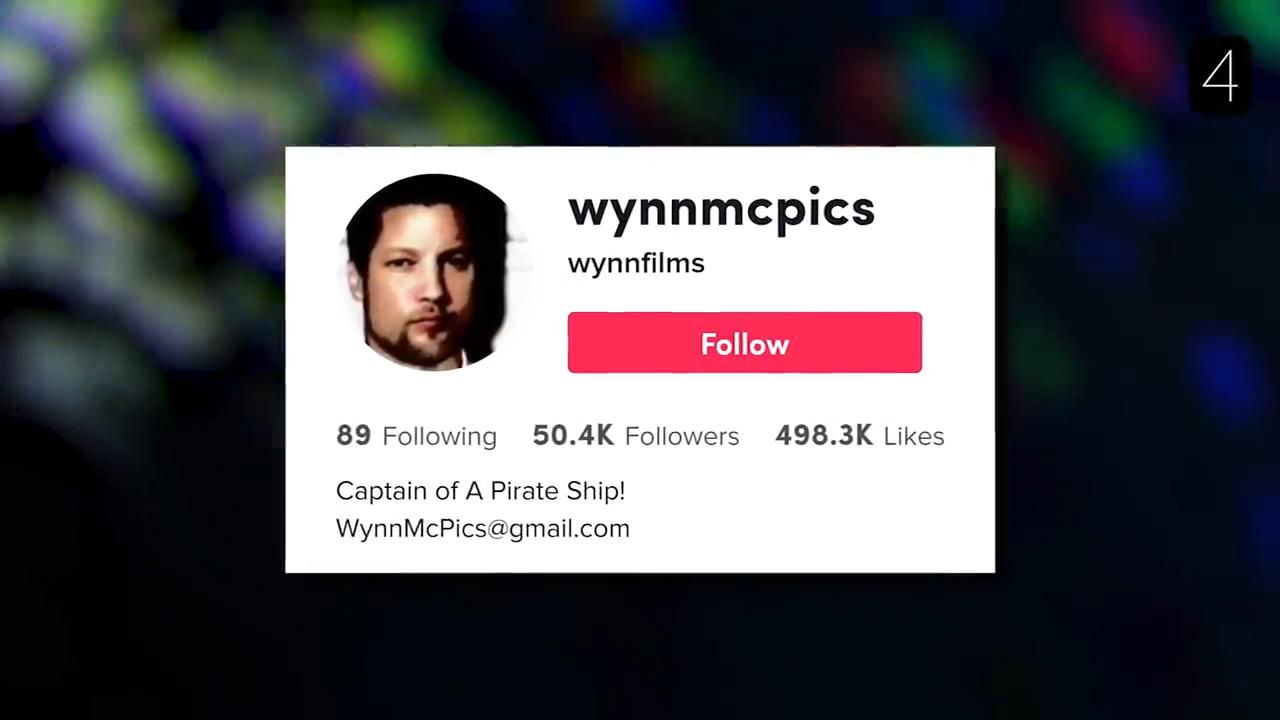 4
wynnmcpics
wynnfilms
Follow
89 Following 50.4K Followers 498.3K Likes
Captain of A Pirate Ship!
WynnMcPics@gmail.com